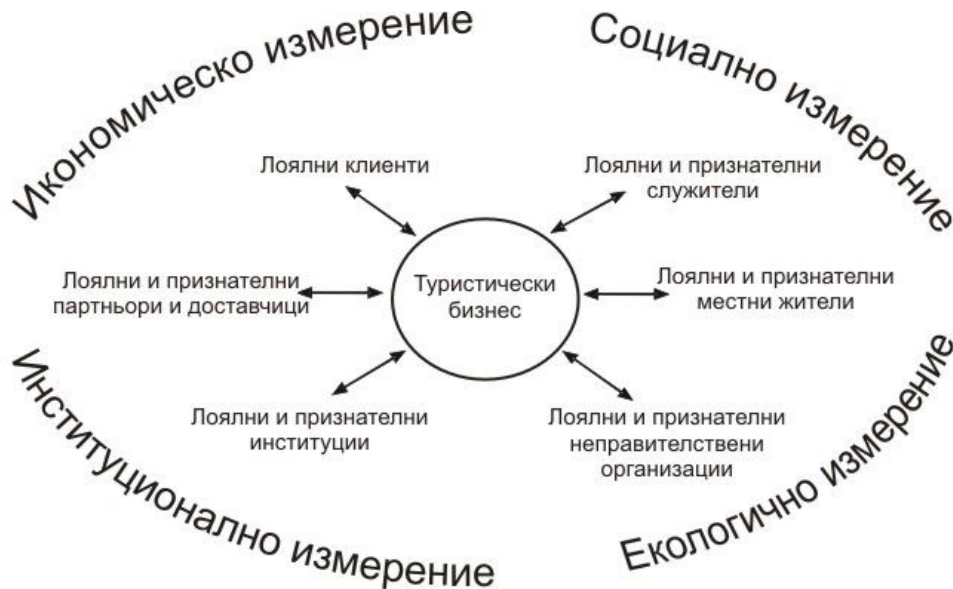 Икономическо измерение
Социално измерение
Лоялни клиенти
Лоялни и признателни
служители
Лоялни и признателни
партньори и доставчици
Туристически
бизнес
Лоялни и признателни
местни жители
Лоялни и признателни
институции
Лоялни и признателни
неправителствени
организации
Институционално измерение
Екологично измерение